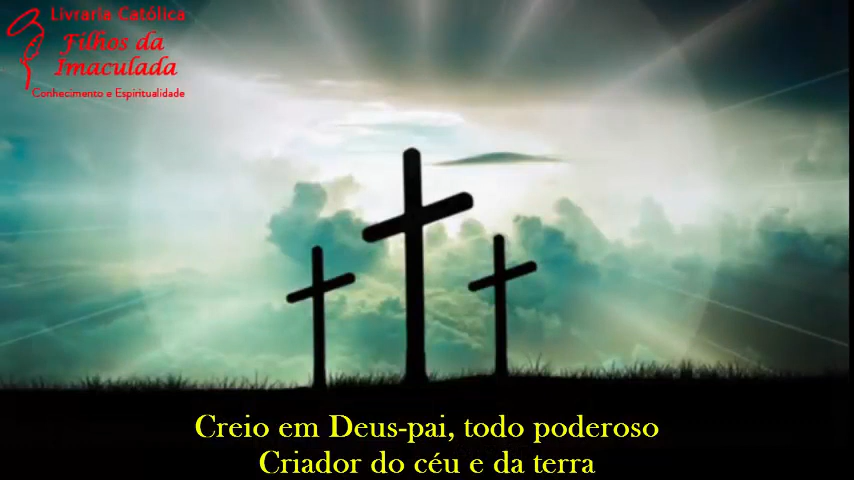 Livraria Católica
Filhos da
Imaculada
Conhecimento e Espiritualidade
Creio em Deus-pai, todo poderoso
Criador do céu e da terra